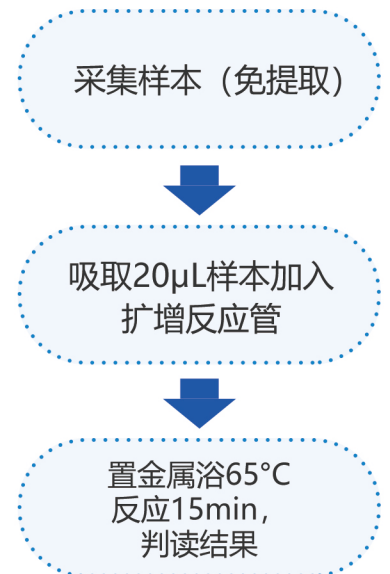 采集样本（免提取）
吸取20μL样本加入
扩增反应管
置金属浴65°C
反应15min，
判读结果